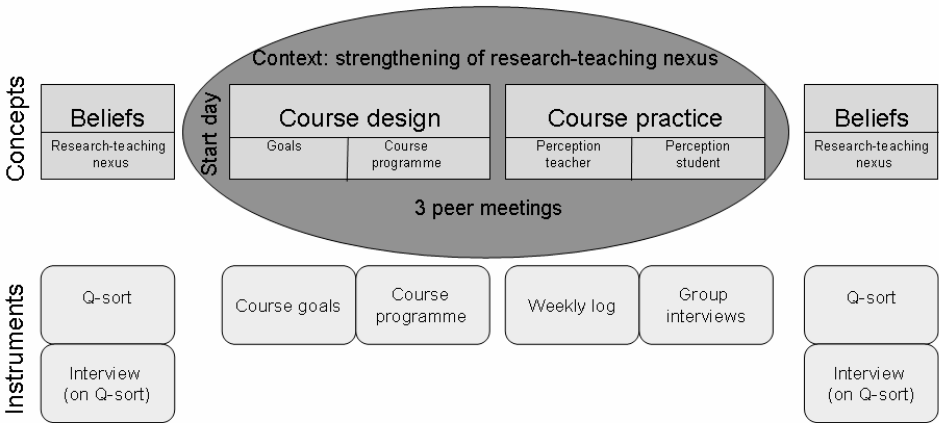 Context: strengthening of research-teaching nexus
Concepts
Beliefs
Research-teaching
nexus
Start day
Course design
Goals
Course
programme
Course practice
Perception
teacher
Perception
student
Beliefs
Research-teaching
nexus
3 peer meetings
Instruments
Q-sort
Interview
(on Q-sort)
Course goals
Course
programme
Weekly log
Group
interviews
Q-sort
Interview
(on Q-sort)